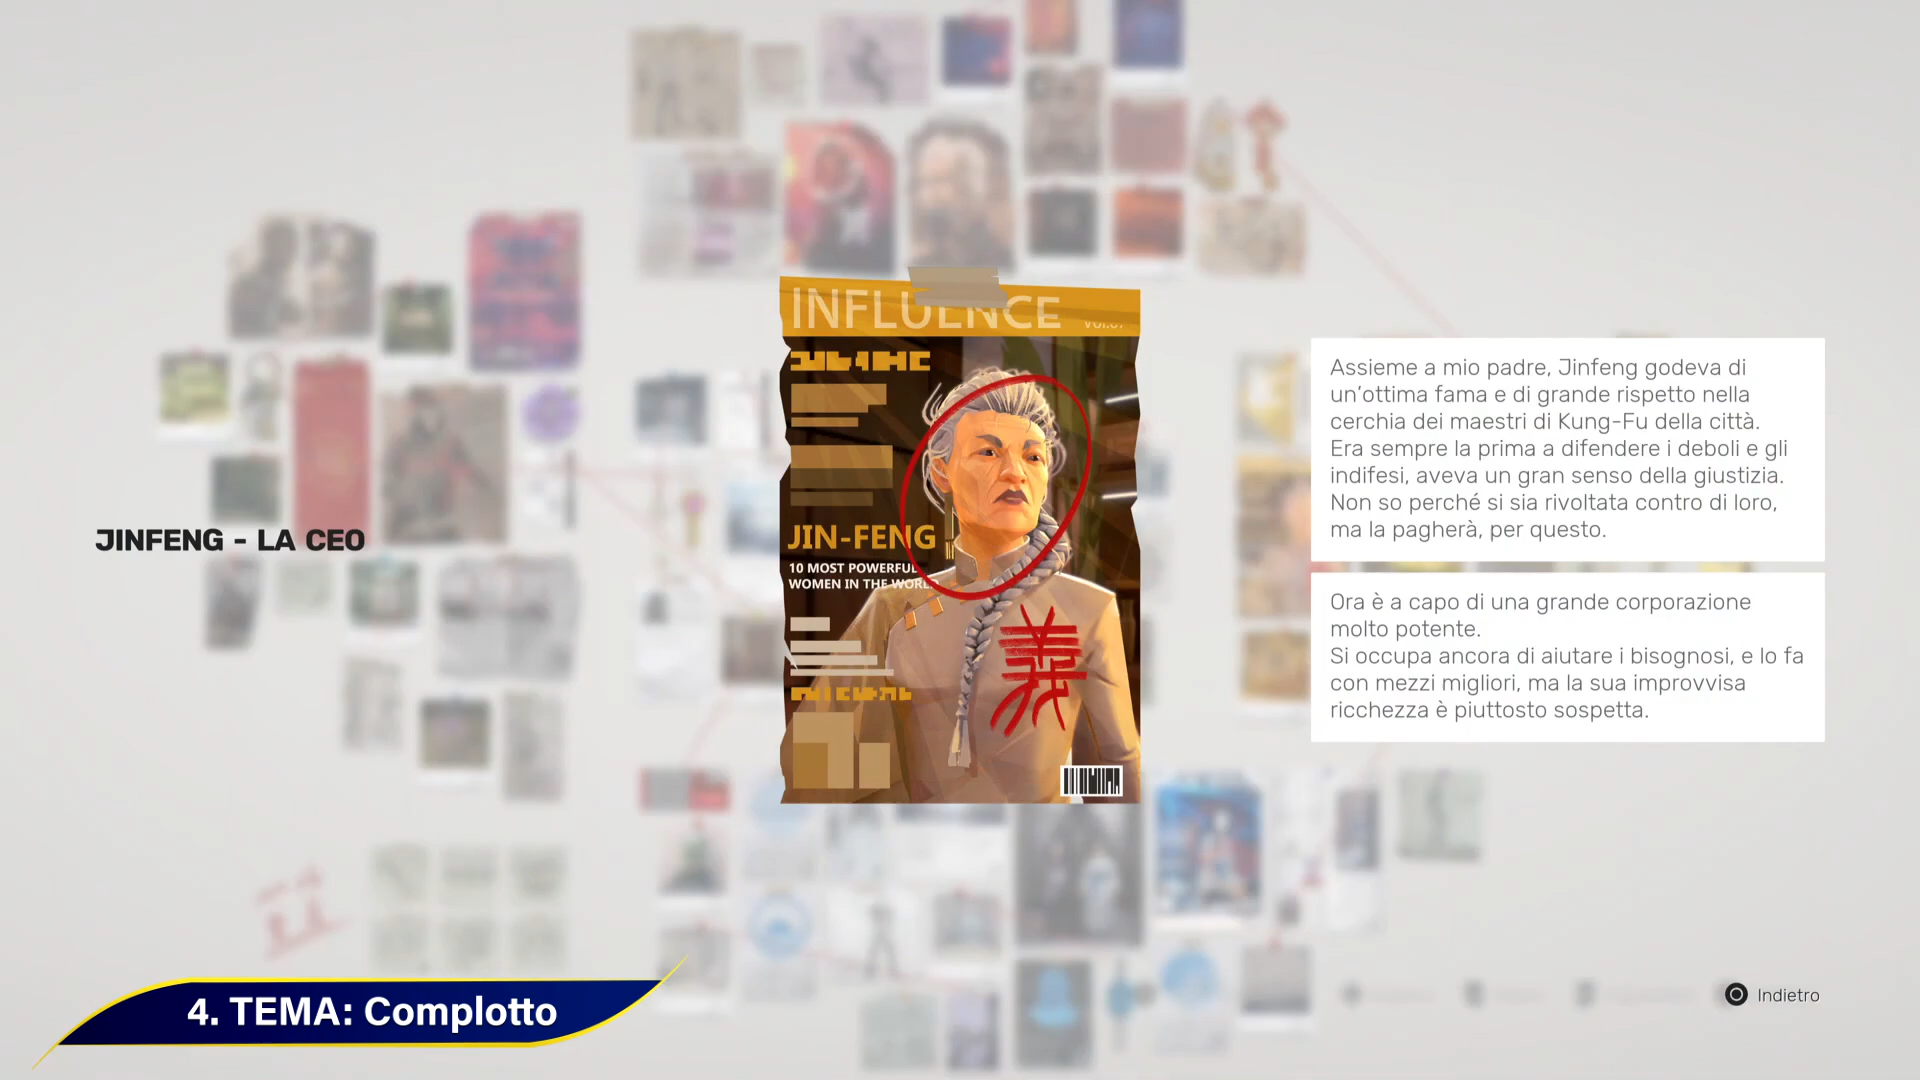 JINFENG - LA CEO
INFLUENCE
JIN-FENG
10 MOST POWERFUL
WOMEN IN THE WORLD
義
Assieme a mio padre, Jinfeng godeva di
un'ottima fama e di grande rispetto nella
cerchia dei maestri di Kung-Fu della città.
Era sempre la prima a difendere i deboli e gli
indifesi, aveva un gran senso della giustizia.
Non so perché si sia rivoltata contro di loro,
ma la pagherà, per questo.
Ora è a capo di una grande corporazione
molto potente.
Si occupa ancora di aiutare i bisognosi, e lo fa
con mezzi migliori, ma la sua improvvisa
ricchezza è piuttosto sospetta.
4. TEMA: Complotto
Indietro